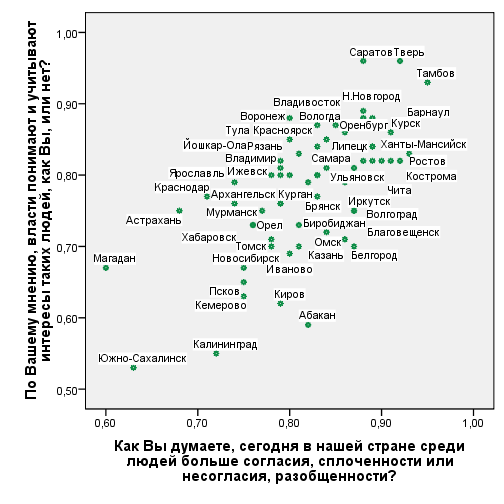 По Вашему мнению, власти понимают и учитывают
интересы таких людей, как Вы, или нет?
1,00
0,90
0,80
0,70
0,60
0,50
Саратов Тверь
Тамбов
Н.Новгород
Владивосток
Барнаул
Воронеж Вологда
Оренбург Курск
Тула Красноярск
Йошкар-Ола Рязань Липецк Ханты-Мансийск
Владимир Самара Ростов
Ярославль Ижевск Ульяновск Кострома
Краснодар Чита
Архангельск Курган Иркутск
Брянск
Астрахань Мурманск Волгоград
Орел Биробиджан Благовещенск
Хабаровск
Томск Омск
Магадан Новосибирск Казань Белгород
Иваново
Псков Киров
Кемерово
Абакан
Калининград
Южно-Сахалинск
0,60 0,70 0,80 0,90 1,00
Как Вы думаете, сегодня в нашей стране среди
людей больше согласия, сплоченности или
несогласия, разобщенности?